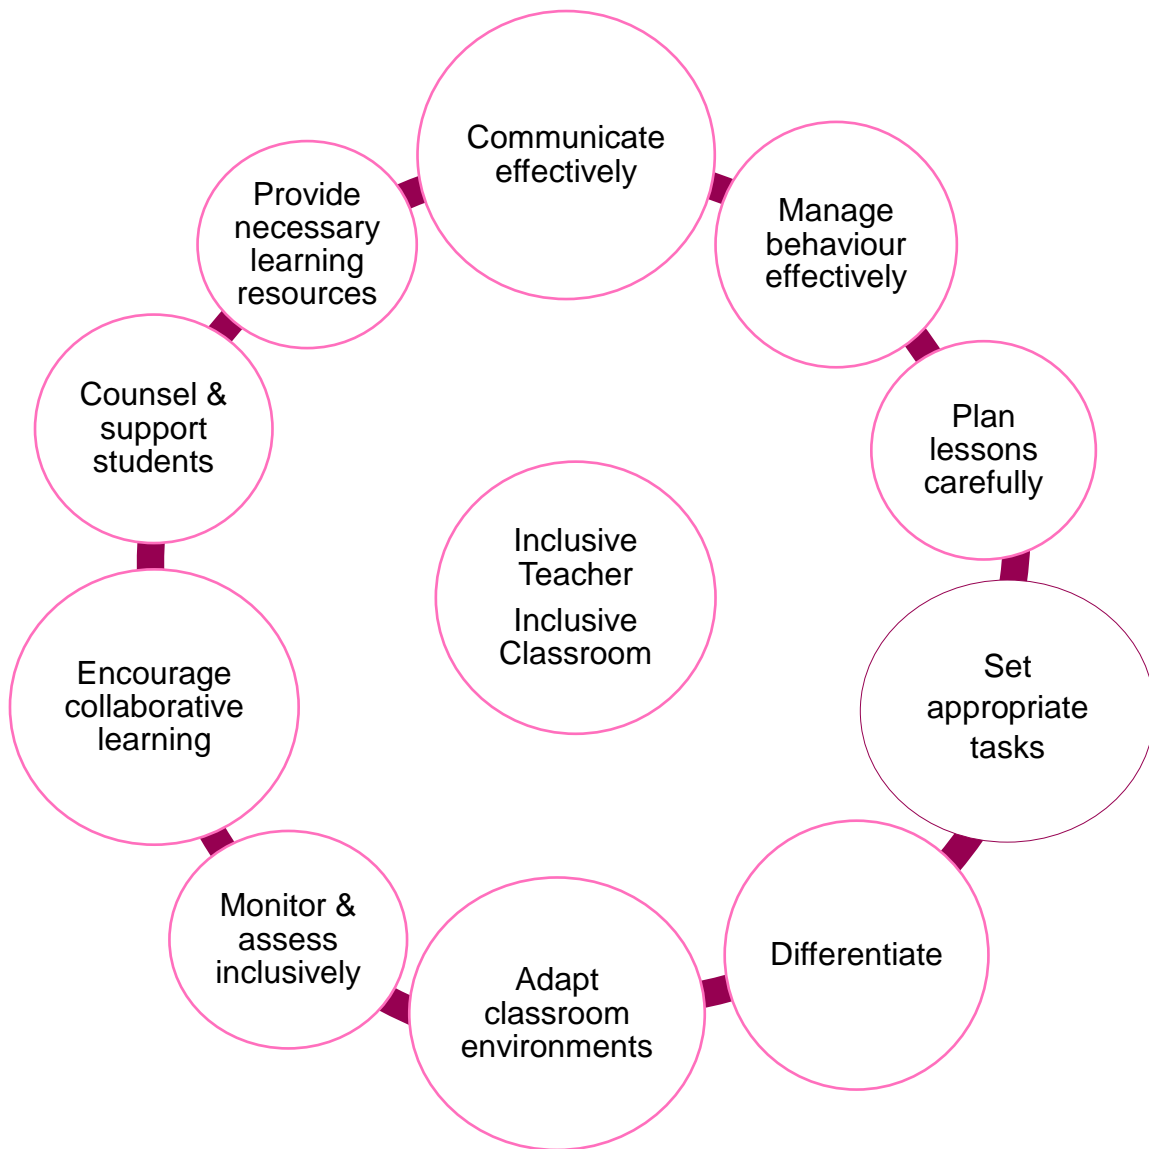 Communicate
effectively
Manage
behaviour
effectively
Plan
lessons
carefully
Set
appropriate
tasks
Differentiate
Adapt
classroom
environments
Monitor &
assess
inclusively
Encourage
collaborative
learning
Counsel &
support
students
Provide
necessary
learning
resources
Inclusive
Teacher
Inclusive
Classroom